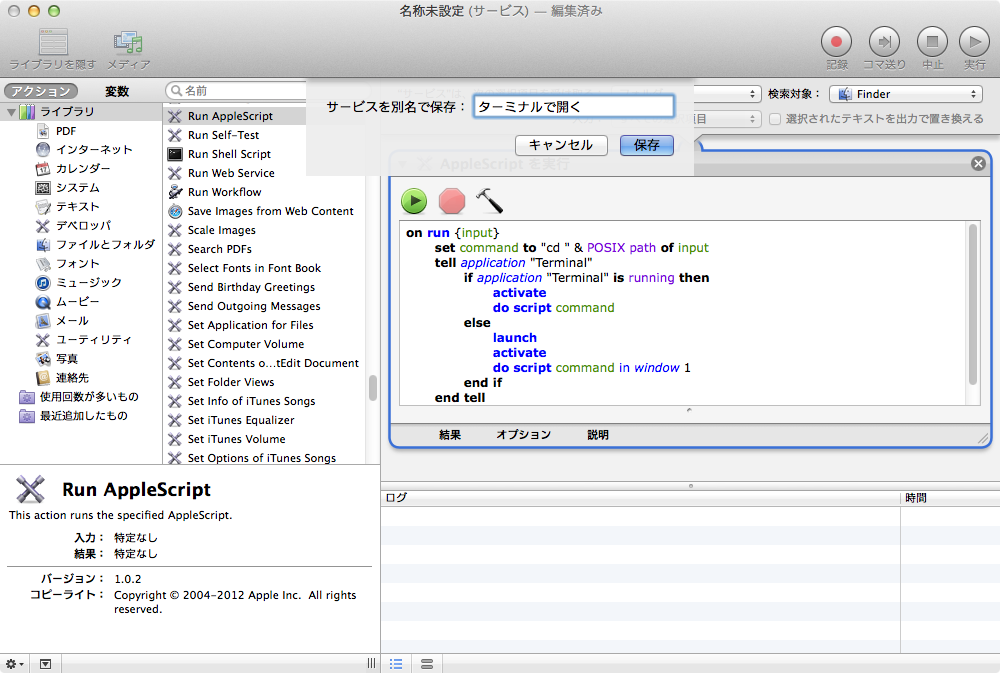 名称未設定 (サービス) — 編集済み
ライブラリを隠す
メディア
記録
コマ送り
中止
実行
アクション
変数
名前
サービスを別名で保存：
ターミナルで開く
キャンセル
保存
検索対象：
Finder
選択されたテキストを出力で置き換える
ライブラリ
PDF
インターネット
カレンダー
システム
テキスト
デベロッパ
ファイルとフォルダ
フォント
ミュージック
ムービー
メール
ユーティリティ
写真
連絡先
使用回数が多いもの
最近追加したもの
Run AppleScript
Run Self-Test
Run Shell Script
Run Web Service
Run Workflow
Save Images from Web Content
Scale Images
Search PDFs
Select Fonts in Font Book
Send Birthday Greetings
Send Outgoing Messages
Set Application for Files
Set Computer Volume
Set Contents o...tEdit Document
Set Folder Views
Set Info of iTunes Songs
Set iTunes Equalizer
Set iTunes Volume
Set Options of iTunes Songs
AppleScript を実行
on run {input}
set command to "cd " & POSIX path of input
tell application "Terminal"
if application "Terminal" is running then
activate
do script command
else
launch
activate
do script command in window 1
end if
end tell
結果
オプション
説明
Run AppleScript
This action runs the specified AppleScript.
入力： 特定なし
結果： 特定なし
バージョン： 1.0.2
コピーライト： Copyright © 2004-2012 Apple Inc. All rights
reserved.
ログ
時間